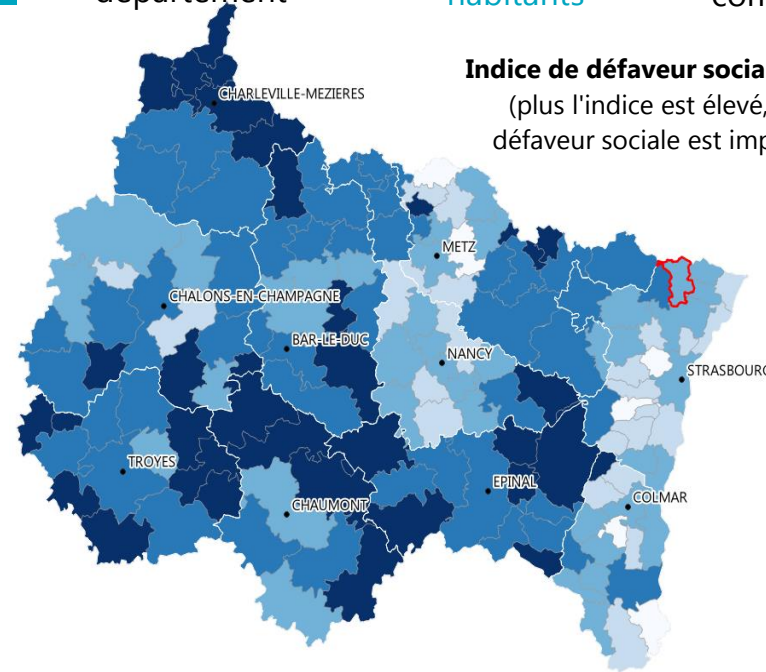 département habitants
Indice de défaveur socia
(plus l'indice est élevé,
défaveur sociale est imp
CHARLEVILLE-MEZIERES
METZ
CHALONS-EN-CHAMPAGNE
BAR-LE-DUC
NANCY
STRASBOURG
TROYES
EPINAL
CHAUMONT
COLMAR